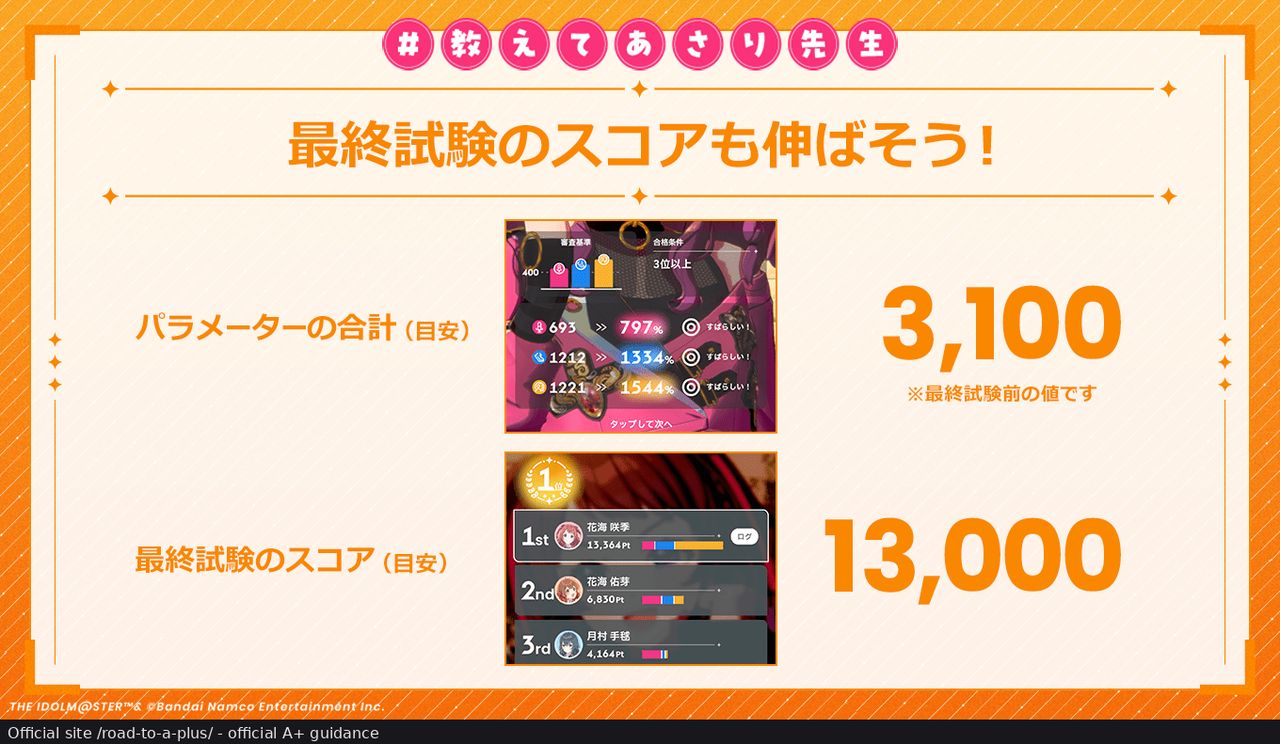 #教えてあさり先生
最終試験のスコアも伸ばそう！
審査基準
合格条件
400
3位以上
693 >> 797% すばらしい！
1212 >> 1334% すばらしい！
1221 >> 1544% すばらしい！
タップして次へ
パラメーターの合計（目安）
3,100
※最終試験前の値です
1位
1st 花海 咲季
13,364Pt
ログ
2nd 花海 佑芽
6,830Pt
3rd 月村 手毬
4,164Pt
最終試験のスコア（目安）
13,000
THE IDOLM@STER™& ©Bandai Namco Entertainment Inc.
Official site /road-to-a-plus/ - official A+ guidance